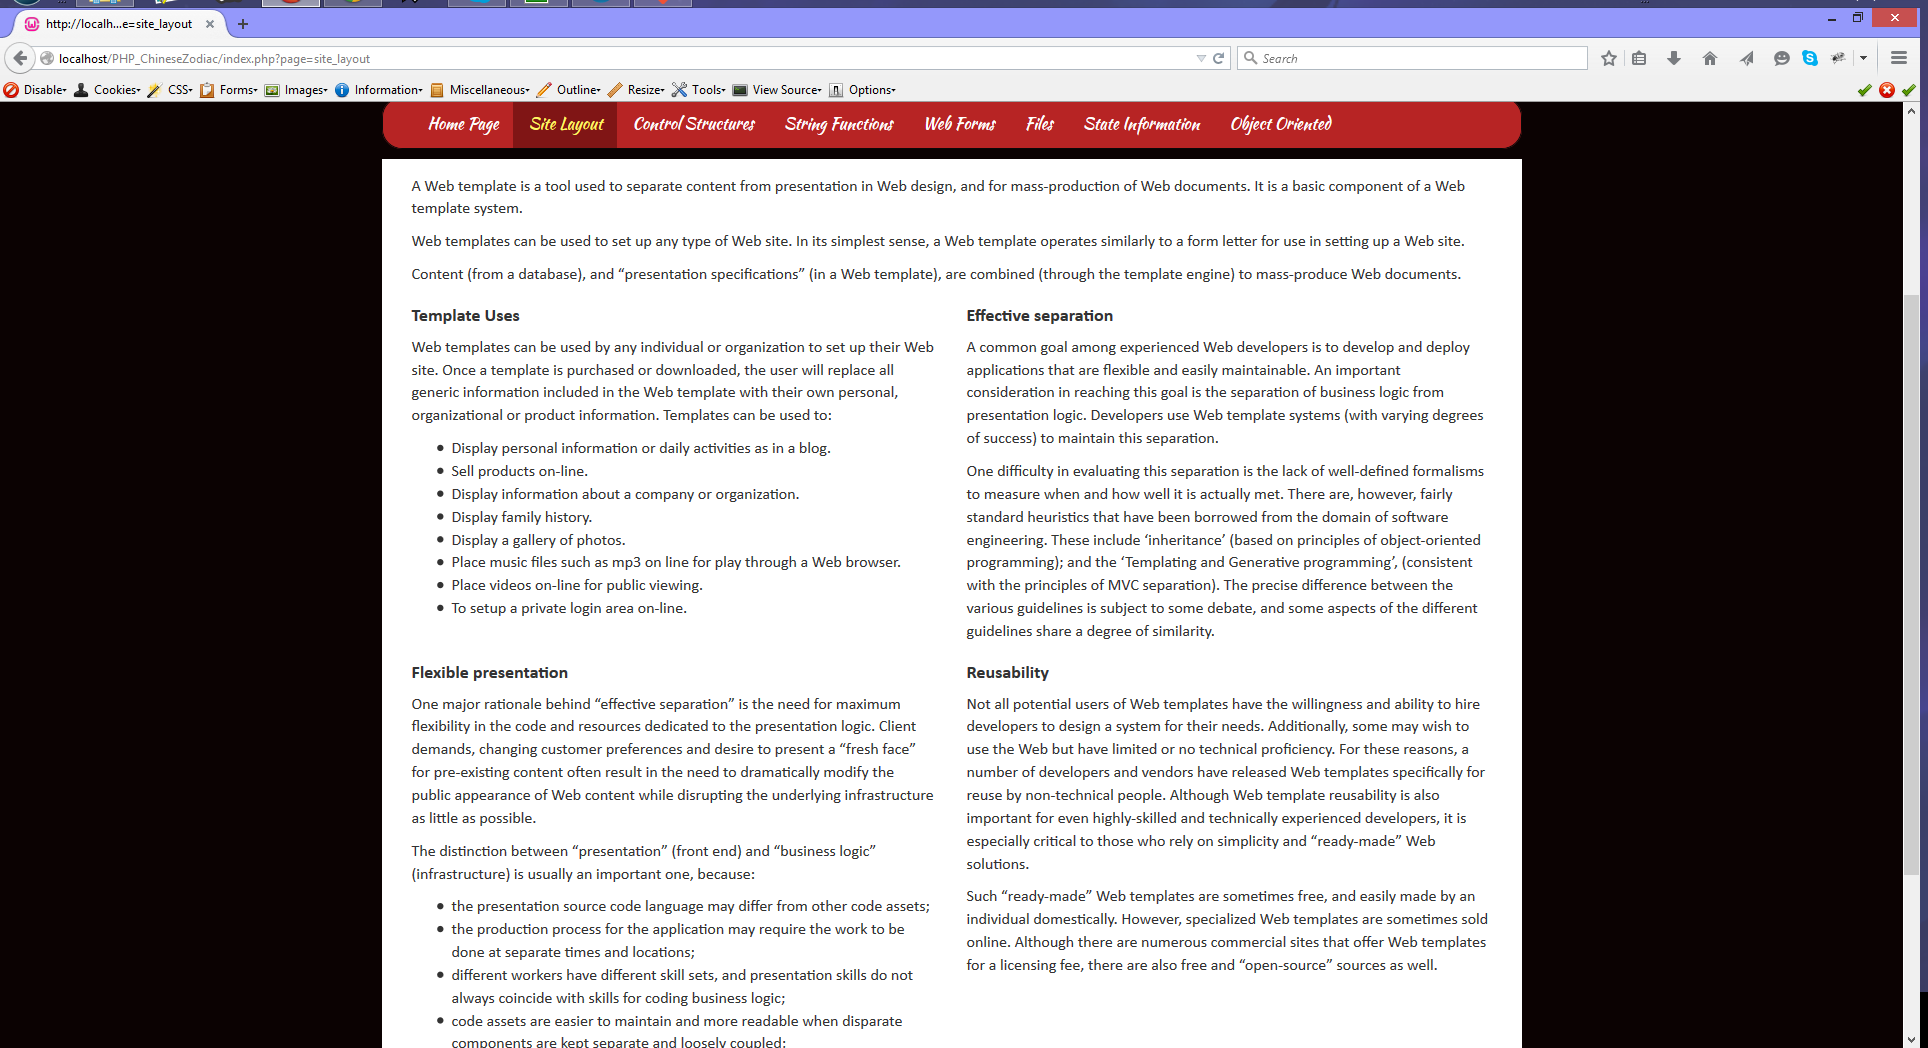 http://localh...e=site_layout
localhost/PHP_ChineseZodiac/index.php?page=site_layout
Search
Disable Cookies CSS Forms Images Information Miscellaneous Outline Resize Tools View Source Options
Home Page Site Layout Control Structures String Functions Web Forms Files State Information Object Oriented
A Web template is a tool used to separate content from presentation in Web design, and for mass-production of Web documents. It is a basic component of a Web
template system.
Web templates can be used to set up any type of Web site. In its simplest sense, a Web template operates similarly to a form letter for use in setting up a Web site.
Content (from a database), and “presentation specifications” (in a Web template), are combined (through the template engine) to mass-produce Web documents.
Template Uses
Web templates can be used by any individual or organization to set up their Web
site. Once a template is purchased or downloaded, the user will replace all
generic information included in the Web template with their own personal,
organizational or product information. Templates can be used to:
• Display personal information or daily activities as in a blog.
• Sell products on-line.
• Display information about a company or organization.
• Display family history.
• Display a gallery of photos.
• Place music files such as mp3 on line for play through a Web browser.
• Place videos on-line for public viewing.
• To setup a private login area on-line.
Effective separation
A common goal among experienced Web developers is to develop and deploy
applications that are flexible and easily maintainable. An important
consideration in reaching this goal is the separation of business logic from
presentation logic. Developers use Web template systems (with varying degrees
of success) to maintain this separation.
One difficulty in evaluating this separation is the lack of well-defined formalisms
to measure when and how well it is actually met. There are, however, fairly
standard heuristics that have been borrowed from the domain of software
engineering. These include ‘inheritance’ (based on principles of object-oriented
programming); and the ‘Templating and Generative programming’, (consistent
with the principles of MVC separation). The precise difference between the
various guidelines is subject to some debate, and some aspects of the different
guidelines share a degree of similarity.
Flexible presentation
One major rationale behind “effective separation” is the need for maximum
flexibility in the code and resources dedicated to the presentation logic. Client
demands, changing customer preferences and desire to present a “fresh face”
for pre-existing content often result in the need to dramatically modify the
public appearance of Web content while disrupting the underlying infrastructure
as little as possible.
The distinction between “presentation” (front end) and “business logic”
(infrastructure) is usually an important one, because:
• the presentation source code language may differ from other code assets;
• the production process for the application may require the work to be
done at separate times and locations;
• different workers have different skill sets, and presentation skills do not
always coincide with skills for coding business logic;
• code assets are easier to maintain and more readable when disparate
components are kept separate and loosely coupled;
Reusability
Not all potential users of Web templates have the willingness and ability to hire
developers to design a system for their needs. Additionally, some may wish to
use the Web but have limited or no technical proficiency. For these reasons, a
number of developers and vendors have released Web templates specifically for
reuse by non-technical people. Although Web template reusability is also
important for even highly-skilled and technically experienced developers, it is
especially critical to those who rely on simplicity and “ready-made” Web
solutions.
Such “ready-made” Web templates are sometimes free, and easily made by an
individual domestically. However, specialized Web templates are sometimes sold
online. Although there are numerous commercial sites that offer Web templates
for a licensing fee, there are also free and “open-source” sources as well.